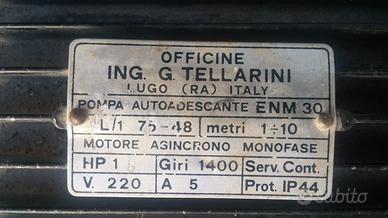 OFFICINE
ING. G. TELLARINI
LUGO (RA) ITALY
POMPA AUTOADESCANTE ENM 30
L/1 75-48 metri 1÷10
MOTORE ASINCRONO MONOFASE
HP 1 Giri 1400 Serv. Cont.
V. 220 A 5 Prot. IP44
subito